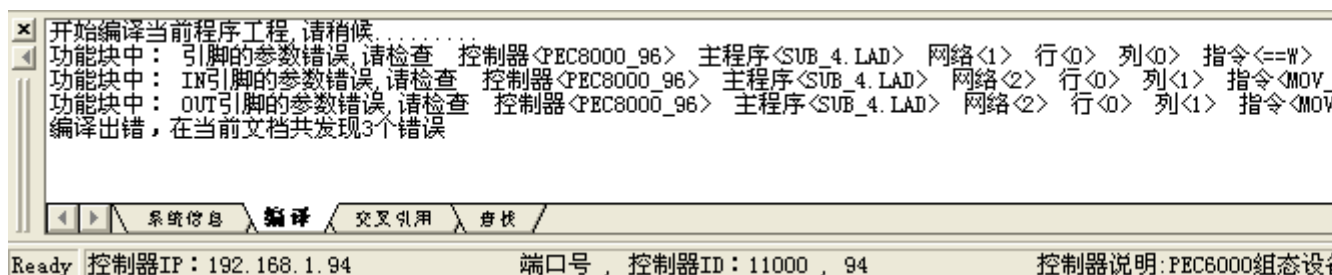 开始编译当前程序工程,请稍候.........
功能块中： 引脚的参数错误,请检查 控制器<PEC8000_96> 主程序<SUB_4.LAD> 网络<1> 行<0> 列<0> 指令<==W>
功能块中： IN引脚的参数错误,请检查 控制器<PEC8000_96> 主程序<SUB_4.LAD> 网络<2> 行<0> 列<1> 指令<MOV_
功能块中： OUT引脚的参数错误,请检查 控制器<PEC8000_96> 主程序<SUB_4.LAD> 网络<2> 行<0> 列<1> 指令<MOV
编译出错，在当前文档共发现3个错误
系统信息 编译 交叉引用 查找
Ready 控制器IP：192.168.1.94 端口号 , 控制器ID：11000 , 94 控制器说明:PEC6000组态设备